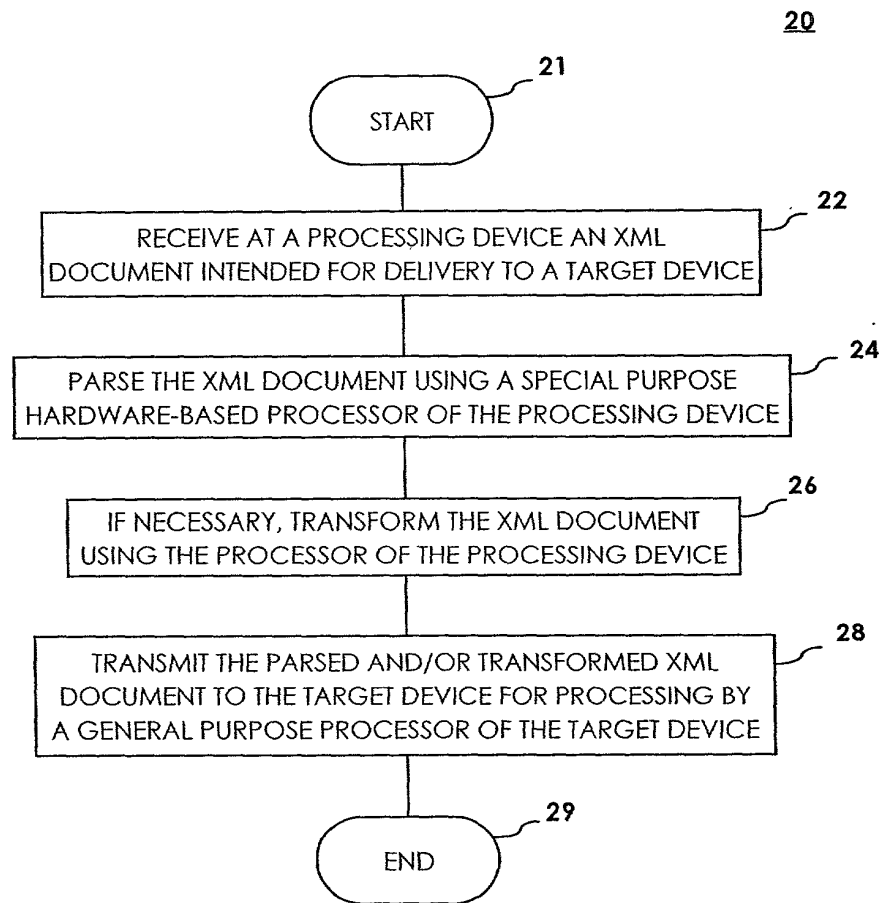 20
21
START
22
RECEIVE AT A PROCESSING DEVICE AN XML
DOCUMENT INTENDED FOR DELIVERY TO A TARGET DEVICE
24
PARSE THE XML DOCUMENT USING A SPECIAL PURPOSE
HARDWARE-BASED PROCESSOR OF THE PROCESSING DEVICE
26
IF NECESSARY, TRANSFORM THE XML DOCUMENT
USING THE PROCESSOR OF THE PROCESSING DEVICE
28
TRANSMIT THE PARSED AND/OR TRANSFORMED XML
DOCUMENT TO THE TARGET DEVICE FOR PROCESSING BY
A GENERAL PURPOSE PROCESSOR OF THE TARGET DEVICE
29
END